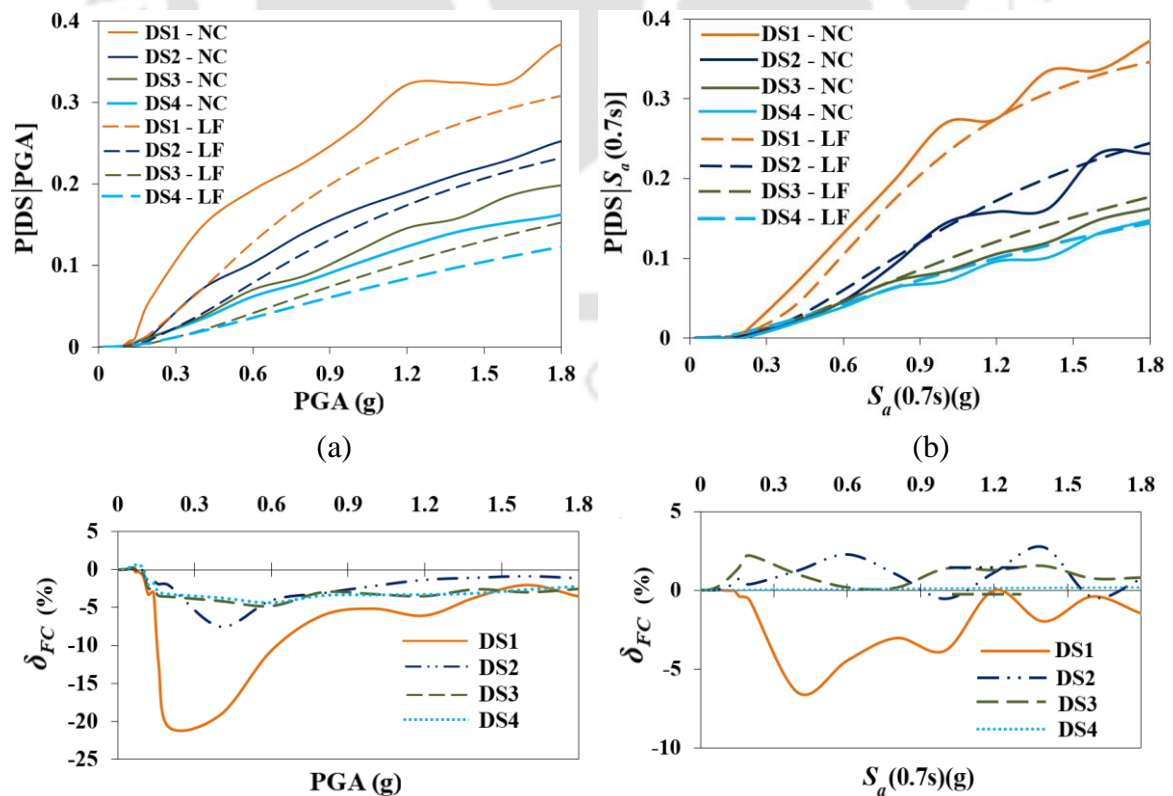 0.4
0.3
0.2
0.1
0
P[DS|PGA]
DS1 - NC
DS2 - NC
DS3 - NC
DS4 - NC
DS1 - LF
DS2 - LF
DS3 - LF
DS4 - LF
0 0.3 0.6 0.9 1.2 1.5 1.8
PGA (g)
(a)
0.4
0.3
0.2
0.1
0
P[DS|Sa(0.7s)]
DS1 - NC
DS2 - NC
DS3 - NC
DS4 - NC
DS1 - LF
DS2 - LF
DS3 - LF
DS4 - LF
0 0.3 0.6 0.9 1.2 1.5 1.8
Sa(0.7s)(g)
(b)
0 0.3 0.6 0.9 1.2 1.5 1.8
5
0
-5
-10
-15
-20
-25
δFC (%)
DS1
DS2
DS3
DS4
PGA (g)
0 0.3 0.6 0.9 1.2 1.5 1.8
5
0
-5
-10
δFC (%)
DS1
DS2
DS3
DS4
Sa(0.7s)(g)